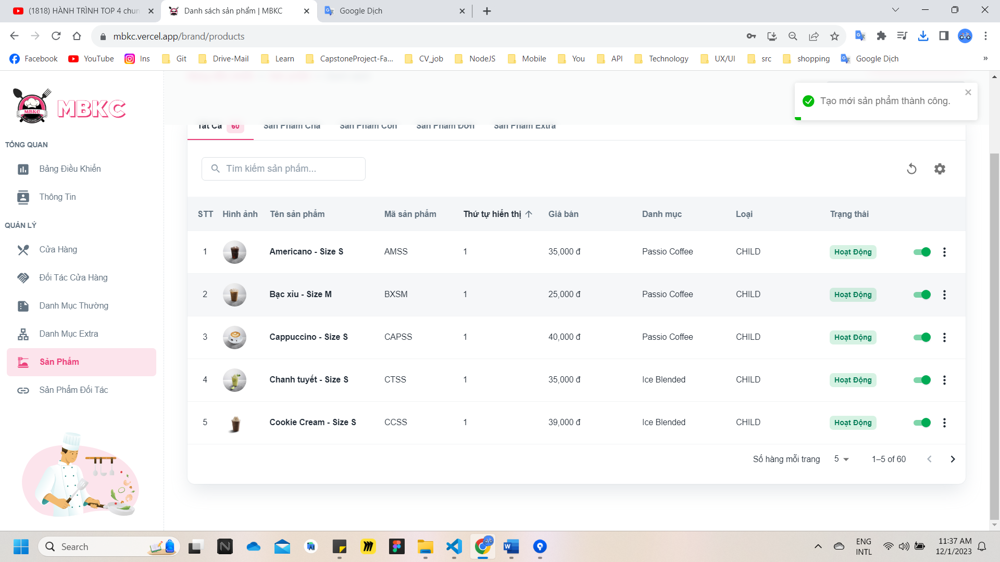 (1818) HÀNH TRÌNH TOP 4 chun
Danh sách sản phẩm | MBKC
Google Dịch
mbkc.vercel.app/brand/products
Facebook
YouTube
Ins
Git
Drive-Mail
Learn
CapstoneProject-Fa...
CV_job
NodeJS
Mobile
You
API
Technology
UX/UI
src
shopping
Google Dịch
»
MBKC
MBKC
Tạo mới sản phẩm thành công.
Tất Cả 60
Sản Phẩm Cha
Sản Phẩm Con
Sản Phẩm Đơn
Sản Phẩm Extra
TỔNG QUAN
Bảng Điều Khiển
Thông Tin
QUẢN LÝ
Cửa Hàng
Đối Tác Cửa Hàng
Danh Mục Thường
Danh Mục Extra
Sản Phẩm
Sản Phẩm Đối Tác
Tìm kiếm sản phẩm...
STT Hình ảnh Tên sản phẩm Mã sản phẩm Thứ tự hiển thị Giá bán Danh mục Loại Trạng thái
1 Americano - Size S AMSS 1 35,000 đ Passio Coffee CHILD Hoạt Động
2 Bạc xỉu - Size M BXSM 1 25,000 đ Passio Coffee CHILD Hoạt Động
3 Cappuccino - Size S CAPSS 1 40,000 đ Passio Coffee CHILD Hoạt Động
4 Chanh tuyết - Size S CTSS 1 35,000 đ Ice Blended CHILD Hoạt Động
5 Cookie Cream - Size S CCSS 1 39,000 đ Ice Blended CHILD Hoạt Động
Số hàng mỗi trang 5 1–5 of 60
Search
ENG
INTL
11:37 AM
12/1/2023